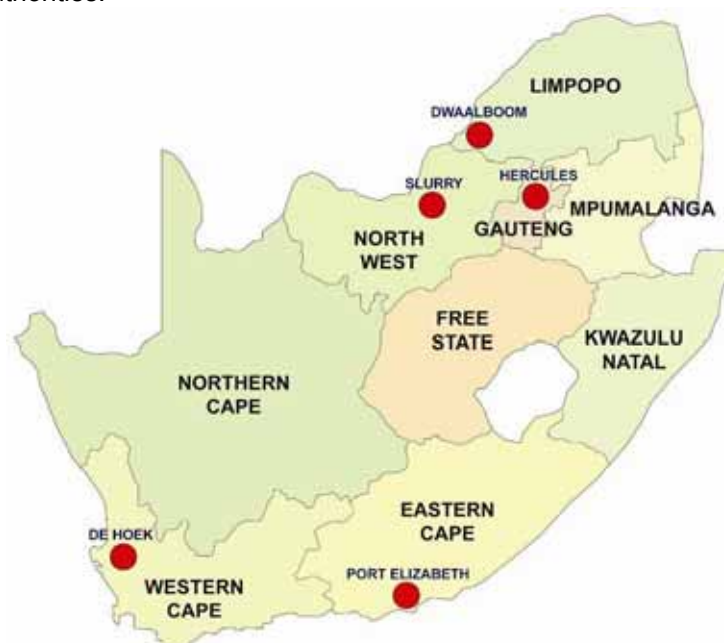 LIMPOPO
DWAALBOOM
SLURRY
HERCULES
MPUMALANGA
GAUTENG
NORTH
WEST
FREE
STATE
KWAZULU
NATAL
NORTHERN
CAPE
EASTERN
CAPE
DE HOEK
PORT ELIZABETH
WESTERN
CAPE